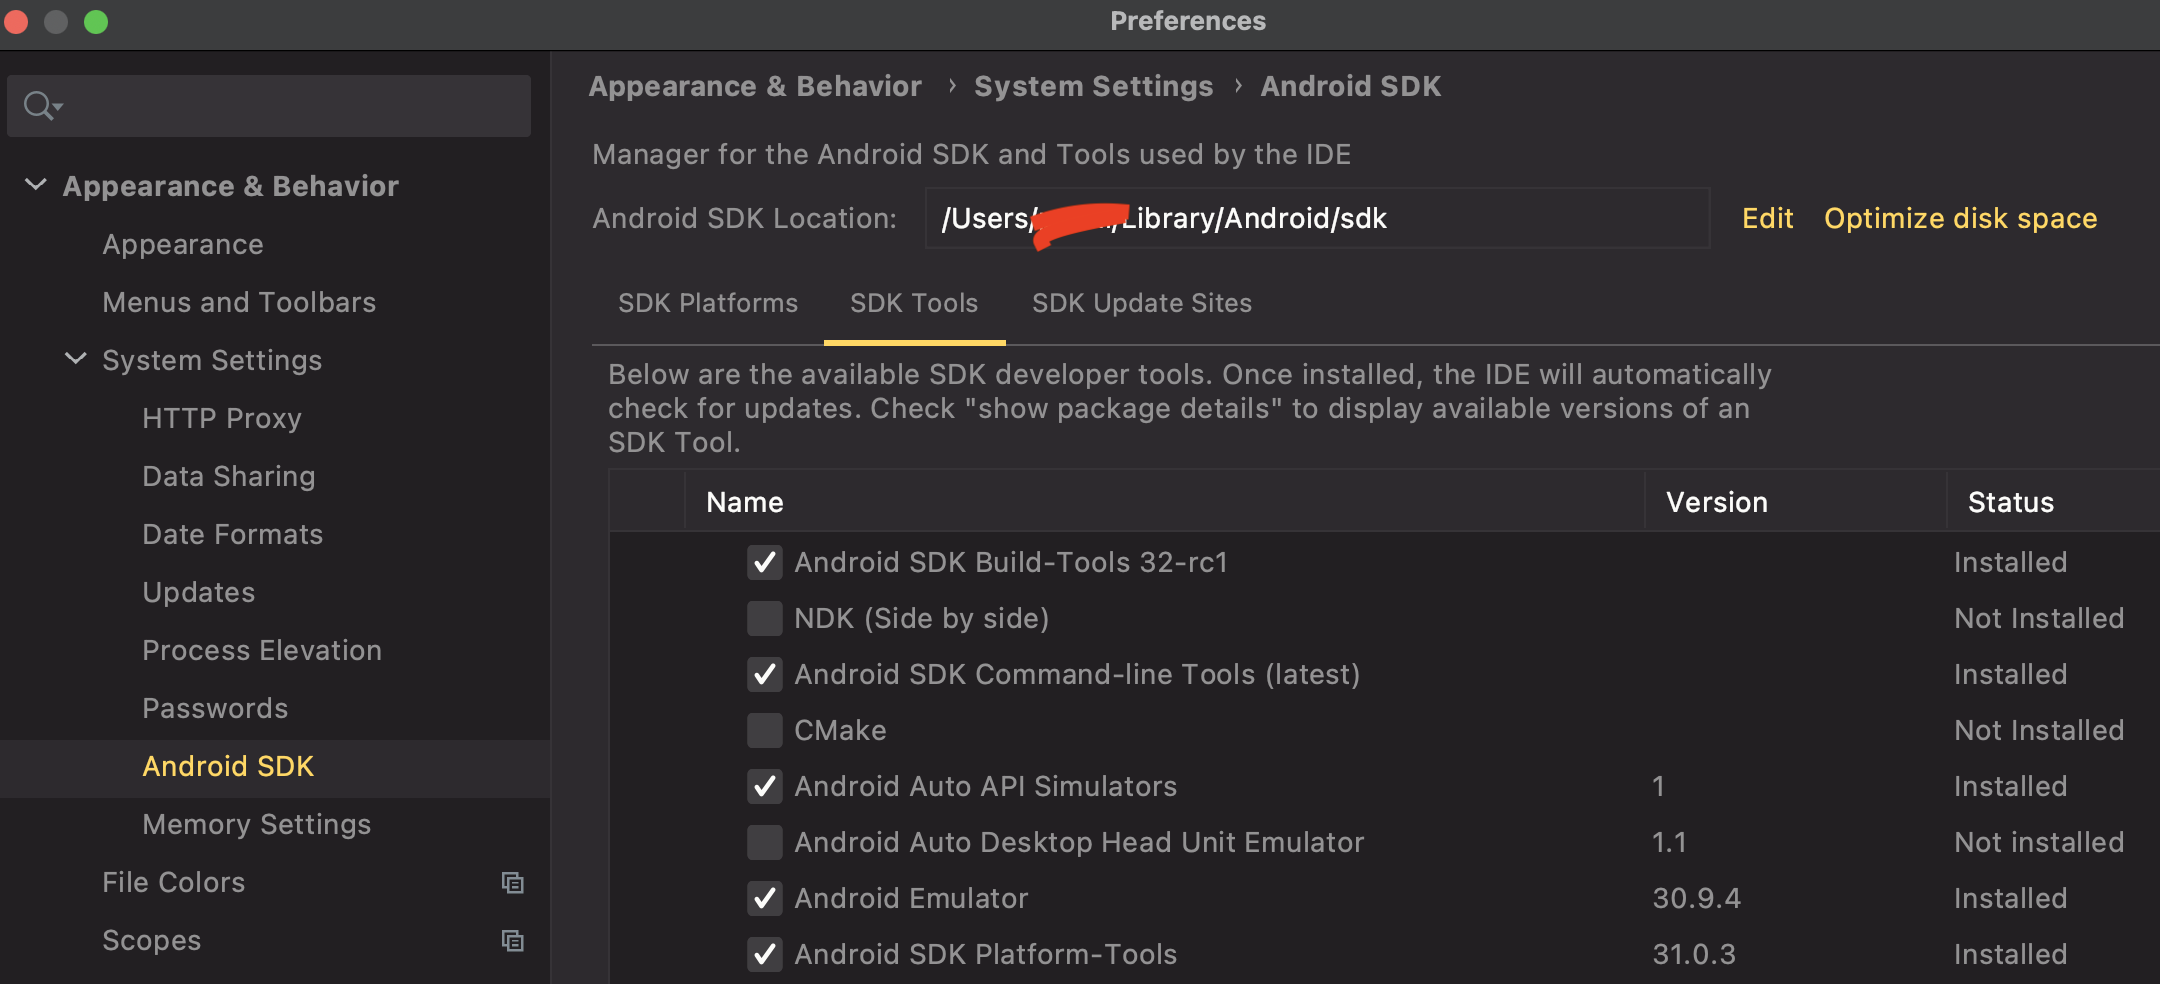 Preferences
Appearance & Behavior
Appearance
Menus and Toolbars
System Settings
HTTP Proxy
Data Sharing
Date Formats
Updates
Process Elevation
Passwords
Android SDK
Memory Settings
File Colors
Scopes
Appearance & Behavior › System Settings › Android SDK
Manager for the Android SDK and Tools used by the IDE
Android SDK Location: /Users/ /Library/Android/sdk Edit Optimize disk space
SDK Platforms SDK Tools SDK Update Sites
Below are the available SDK developer tools. Once installed, the IDE will automatically
check for updates. Check "show package details" to display available versions of an
SDK Tool.
Name Version Status
Android SDK Build-Tools 32-rc1 Installed
NDK (Side by side) Not Installed
Android SDK Command-line Tools (latest) Installed
CMake Not Installed
Android Auto API Simulators 1 Installed
Android Auto Desktop Head Unit Emulator 1.1 Not installed
Android Emulator 30.9.4 Installed
Android SDK Platform-Tools 31.0.3 Installed